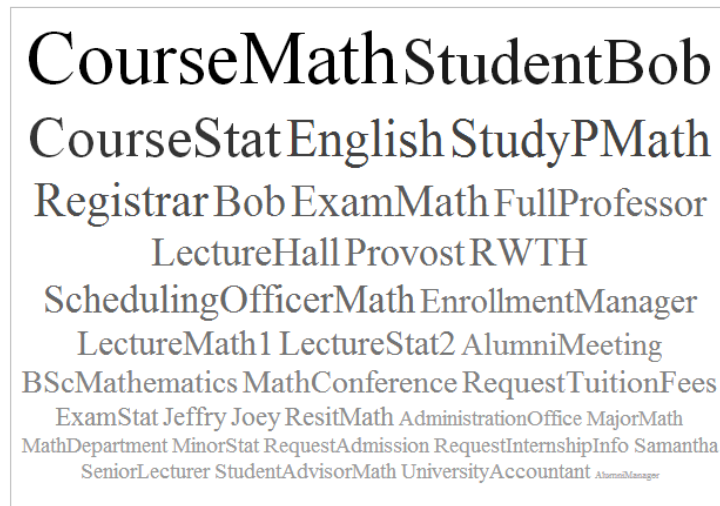 CourseMath StudentBob
CourseStat English StudyPMath
Registrar Bob ExamMath FullProfessor
LectureHall Provost RWTH
SchedulingOfficerMath EnrollmentManager
LectureMath1 LectureStat2 AlumniMeeting
BScMathematics MathConference RequestTuitionFees
ExamStat Jeffry Joey ResitMath AdministrationOffice MajorMath
MathDepartment MinorStat RequestAdmission RequestInternshipInfo Samantha
SeniorLecturer StudentAdvisorMath UniversityAccountant AlumniManager